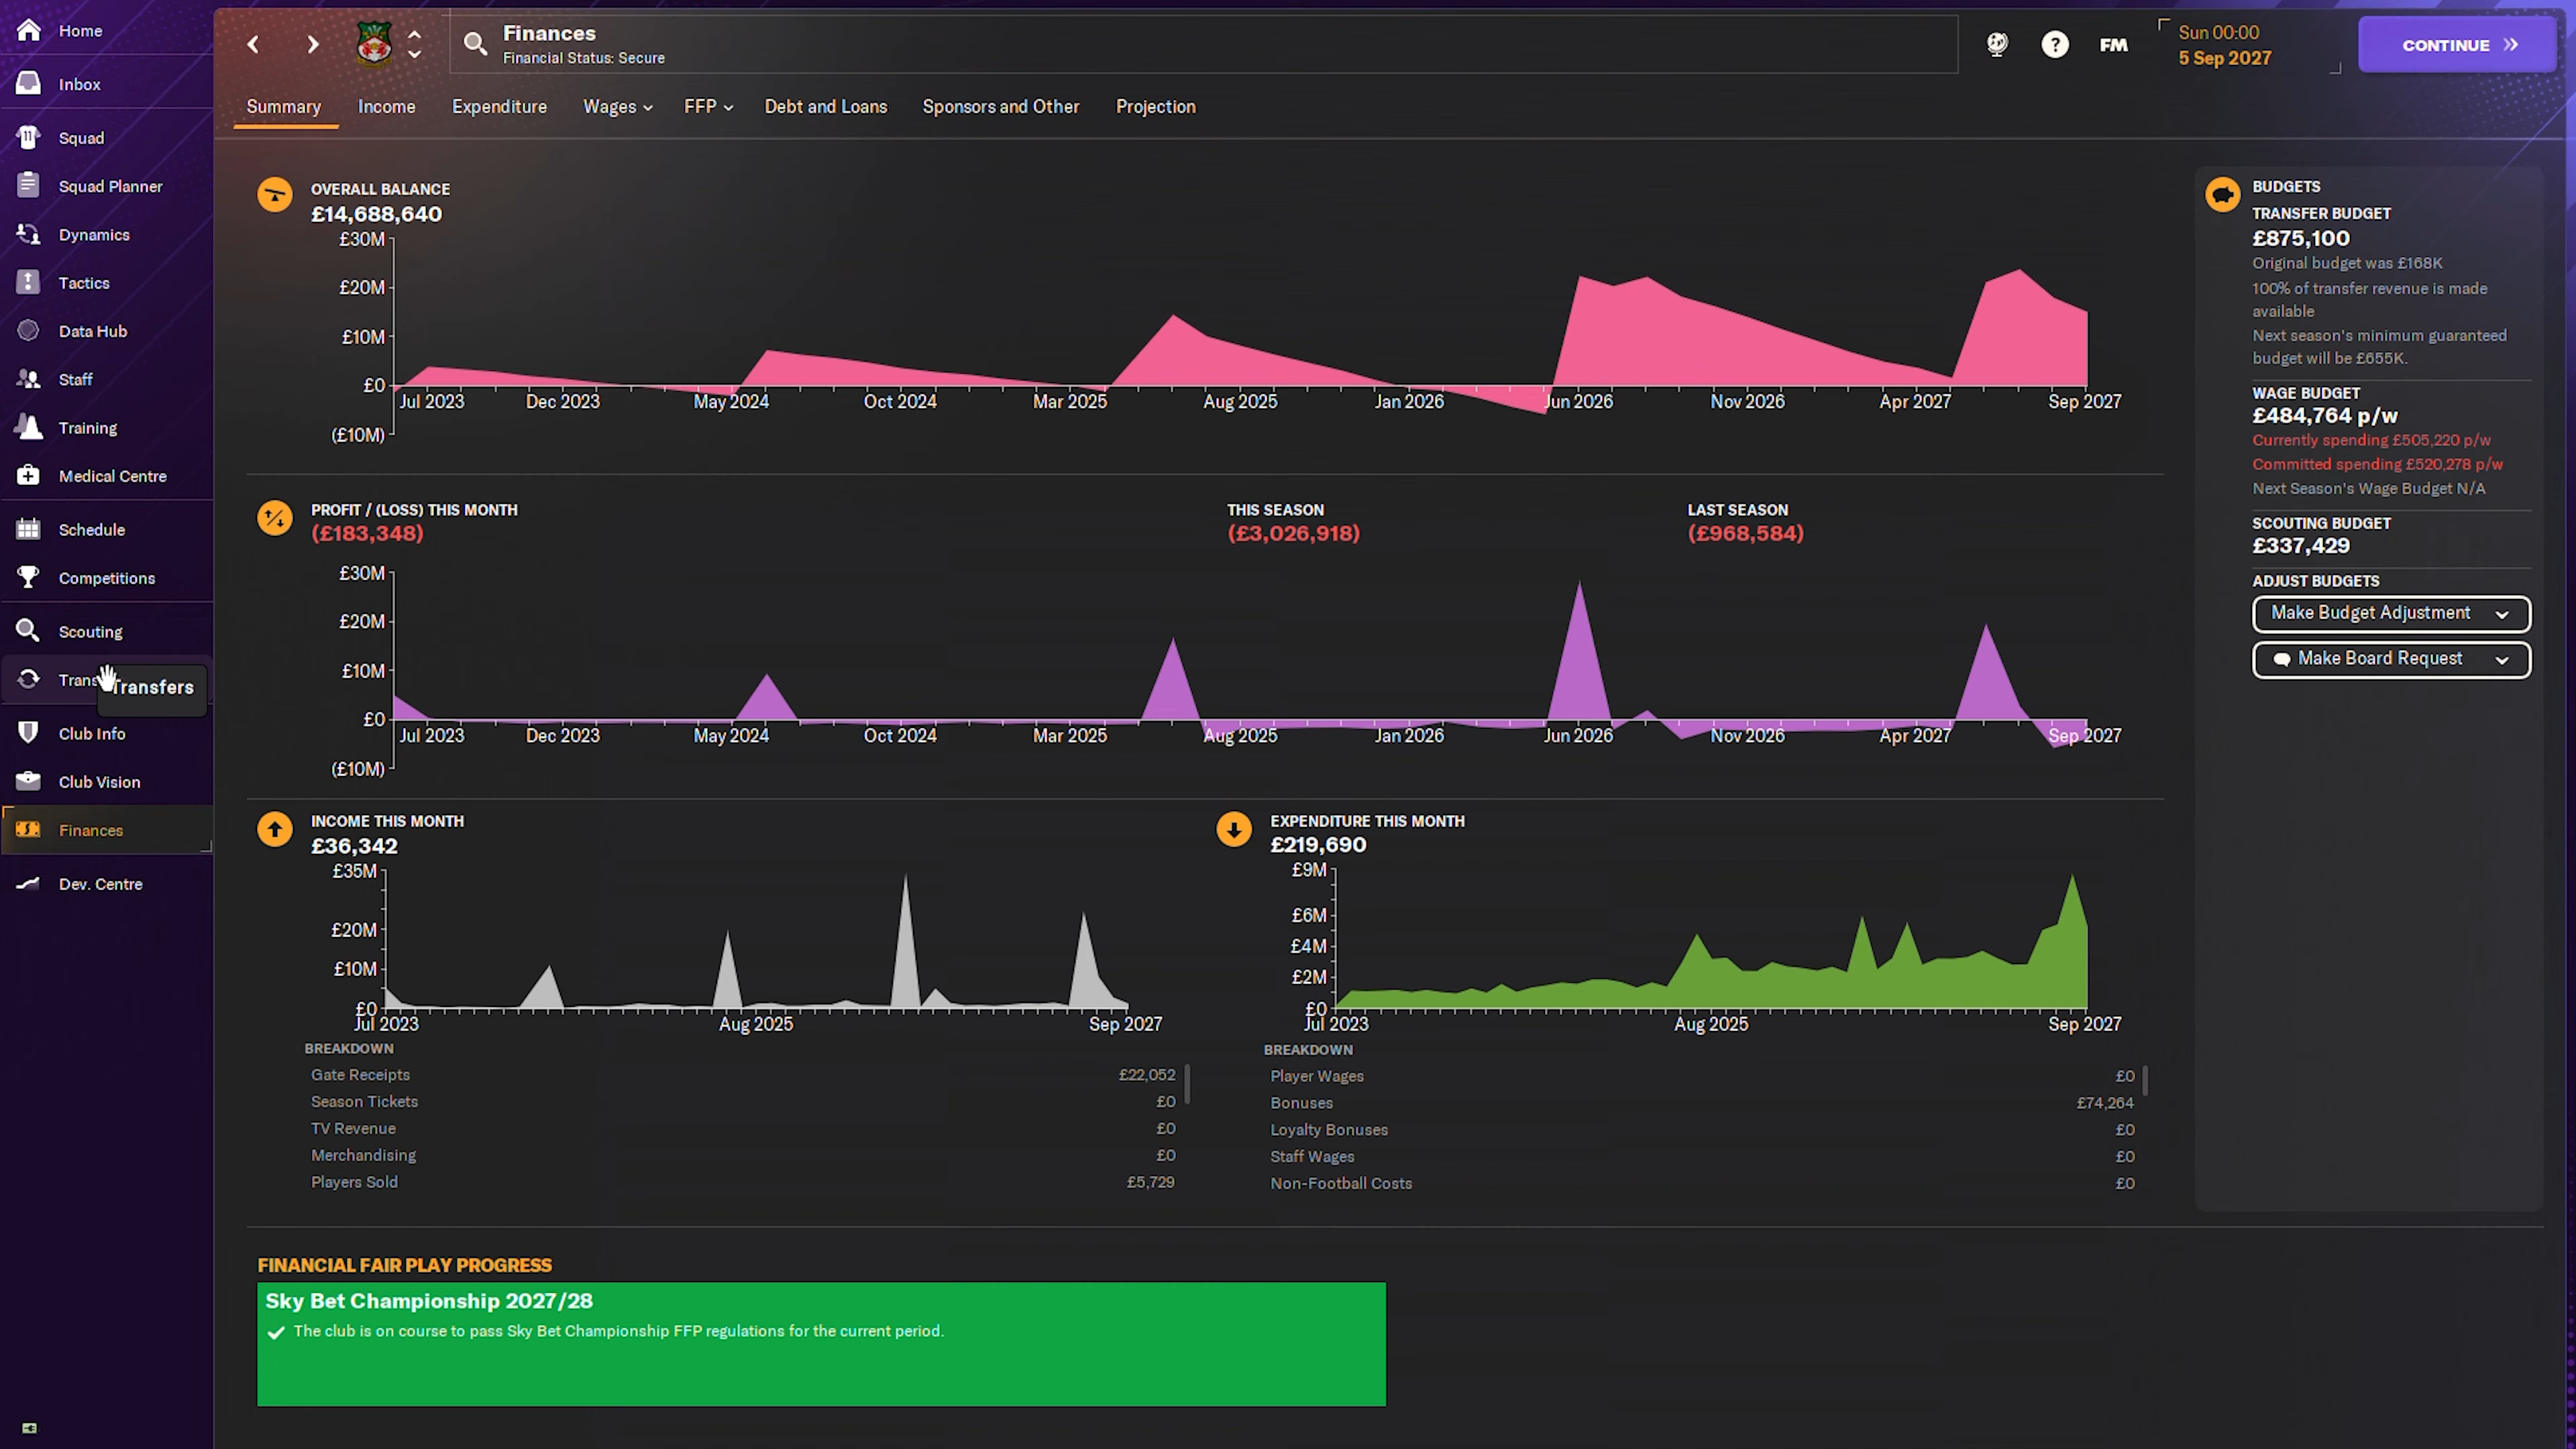 Home
Inbox
Squad
Squad Planner
Dynamics
Tactics
Data Hub
Staff
Training
Medical Centre
Schedule
Competitions
Scouting
Trans
Transfers
Club Info
Club Vision
Finances
Dev. Centre
Finances
Financial Status: Secure
FM
Sun 00:00
5 Sep 2027
CONTINUE
Summary
Income
Expenditure
Wages
FFP
Debt and Loans
Sponsors and Other
Projection
OVERALL BALANCE
£14,688,640
£30M
£20M
£10M
£0
(£10M)
Jul 2023
Dec 2023
May 2024
Oct 2024
Mar 2025
Aug 2025
Jan 2026
Jun 2026
Nov 2026
Apr 2027
Sep 2027
PROFIT / (LOSS) THIS MONTH
(£183,348)
THIS SEASON
(£3,026,918)
LAST SEASON
(£968,584)
£30M
£20M
£10M
£0
(£10M)
Jul 2023
Dec 2023
May 2024
Oct 2024
Mar 2025
Aug 2025
Jan 2026
Jun 2026
Nov 2026
Apr 2027
Sep 2027
INCOME THIS MONTH
£36,342
£35M
£20M
£10M
£0
Jul 2023
Aug 2025
Sep 2027
BREAKDOWN
Gate Receipts £22,052
Season Tickets £0
TV Revenue £0
Merchandising £0
Players Sold £5,729
EXPENDITURE THIS MONTH
£219,690
£9M
£6M
£4M
£2M
£0
Jul 2023
Aug 2025
Sep 2027
BREAKDOWN
Player Wages £0
Bonuses £74,264
Loyalty Bonuses £0
Staff Wages £0
Non-Football Costs £0
BUDGETS
TRANSFER BUDGET
£875,100
Original budget was £168K
100% of transfer revenue is made
available
Next season's minimum guaranteed
budget will be £655K.
WAGE BUDGET
£484,764 p/w
Currently spending £505,220 p/w
Committed spending £520,278 p/w
Next Season's Wage Budget N/A
SCOUTING BUDGET
£337,429
ADJUST BUDGETS
Make Budget Adjustment
Make Board Request
FINANCIAL FAIR PLAY PROGRESS
Sky Bet Championship 2027/28
The club is on course to pass Sky Bet Championship FFP regulations for the current period.